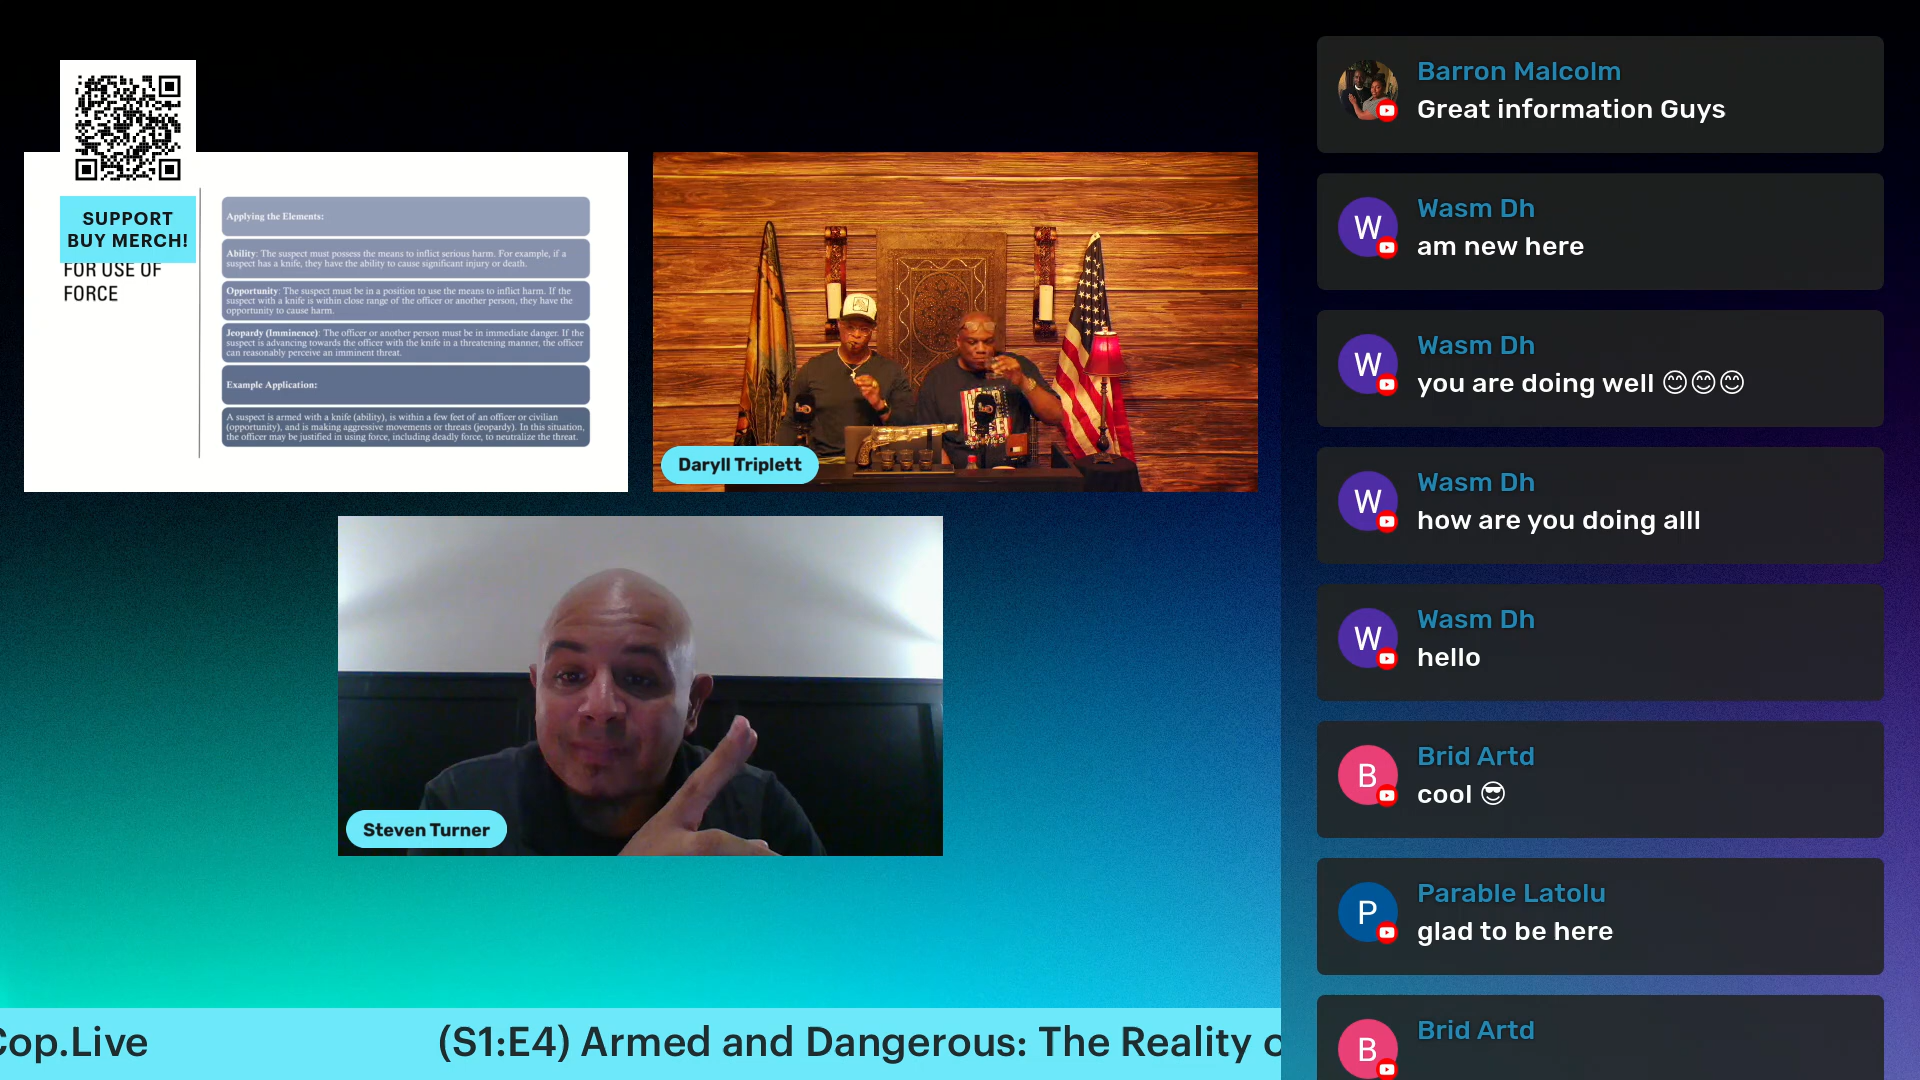 SUPPORT
BUY MERCH!
FOR USE OF
FORCE
Applying the Elements:
Ability: The suspect must possess the means to inflict serious harm. For example, if a
suspect has a knife, they have the ability to cause significant injury or death.
Opportunity: The suspect must be in a position to use the means to inflict harm. If the
suspect with a knife is within close range of the officer or another person, they have the
opportunity to cause harm.
Jeopardy (Imminence): The officer or another person must be in immediate danger. If the
suspect is advancing towards the officer with the knife in a threatening manner, the officer
can reasonably perceive an imminent threat.
Example Application:
A suspect is armed with a knife (ability), is within a few feet of an officer or civilian
(opportunity), and is making aggressive movements or threats (jeopardy). In this situation,
the officer may be justified in using force, including deadly force, to neutralize the threat.
Daryll Triplett
Steven Turner
Cop.Live
(S1:E4) Armed and Dangerous: The Reality
Barron Malcolm
Great information Guys
W
Wasm Dh
am new here
W
Wasm Dh
you are doing well 😊😊😊
W
Wasm Dh
how are you doing alll
W
Wasm Dh
hello
B
Brid Artd
cool 😎
P
Parable Latolu
glad to be here
B
Brid Artd